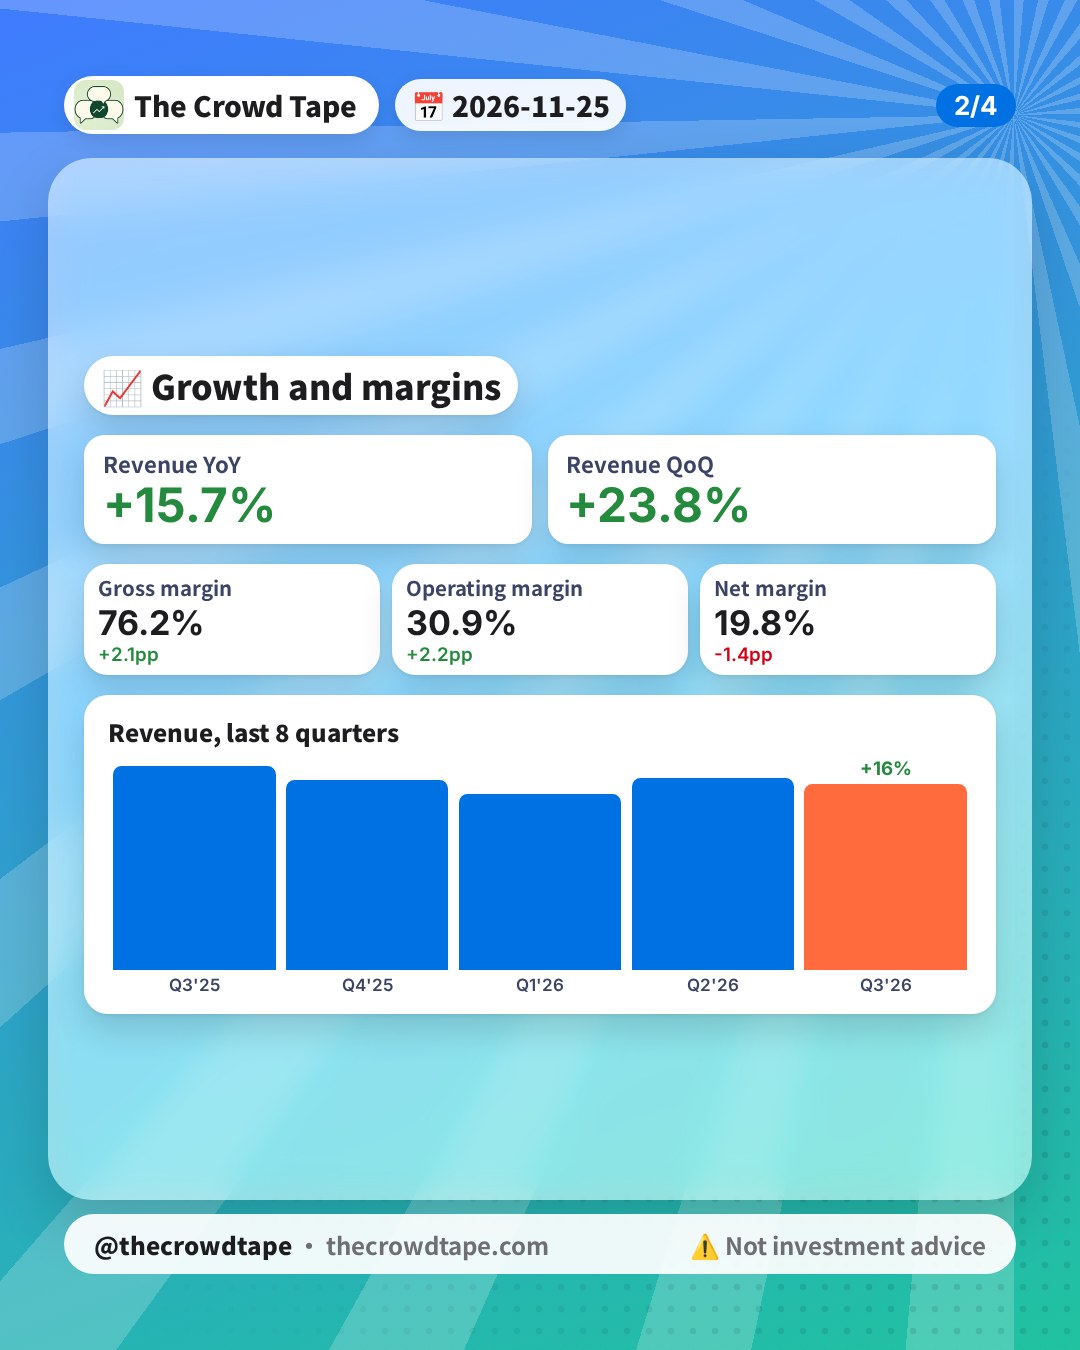 The Crowd Tape
2026-11-25
2/4
Growth and margins
Revenue YoY
+15.7%
Revenue QoQ
+23.8%
Gross margin
76.2%
+2.1pp
Operating margin
30.9%
+2.2pp
Net margin
19.8%
-1.4pp
Revenue, last 8 quarters
+16%
Q3'25
Q4'25
Q1'26
Q2'26
Q3'26
@thecrowdtape • thecrowdtape.com
⚠️ Not investment advice